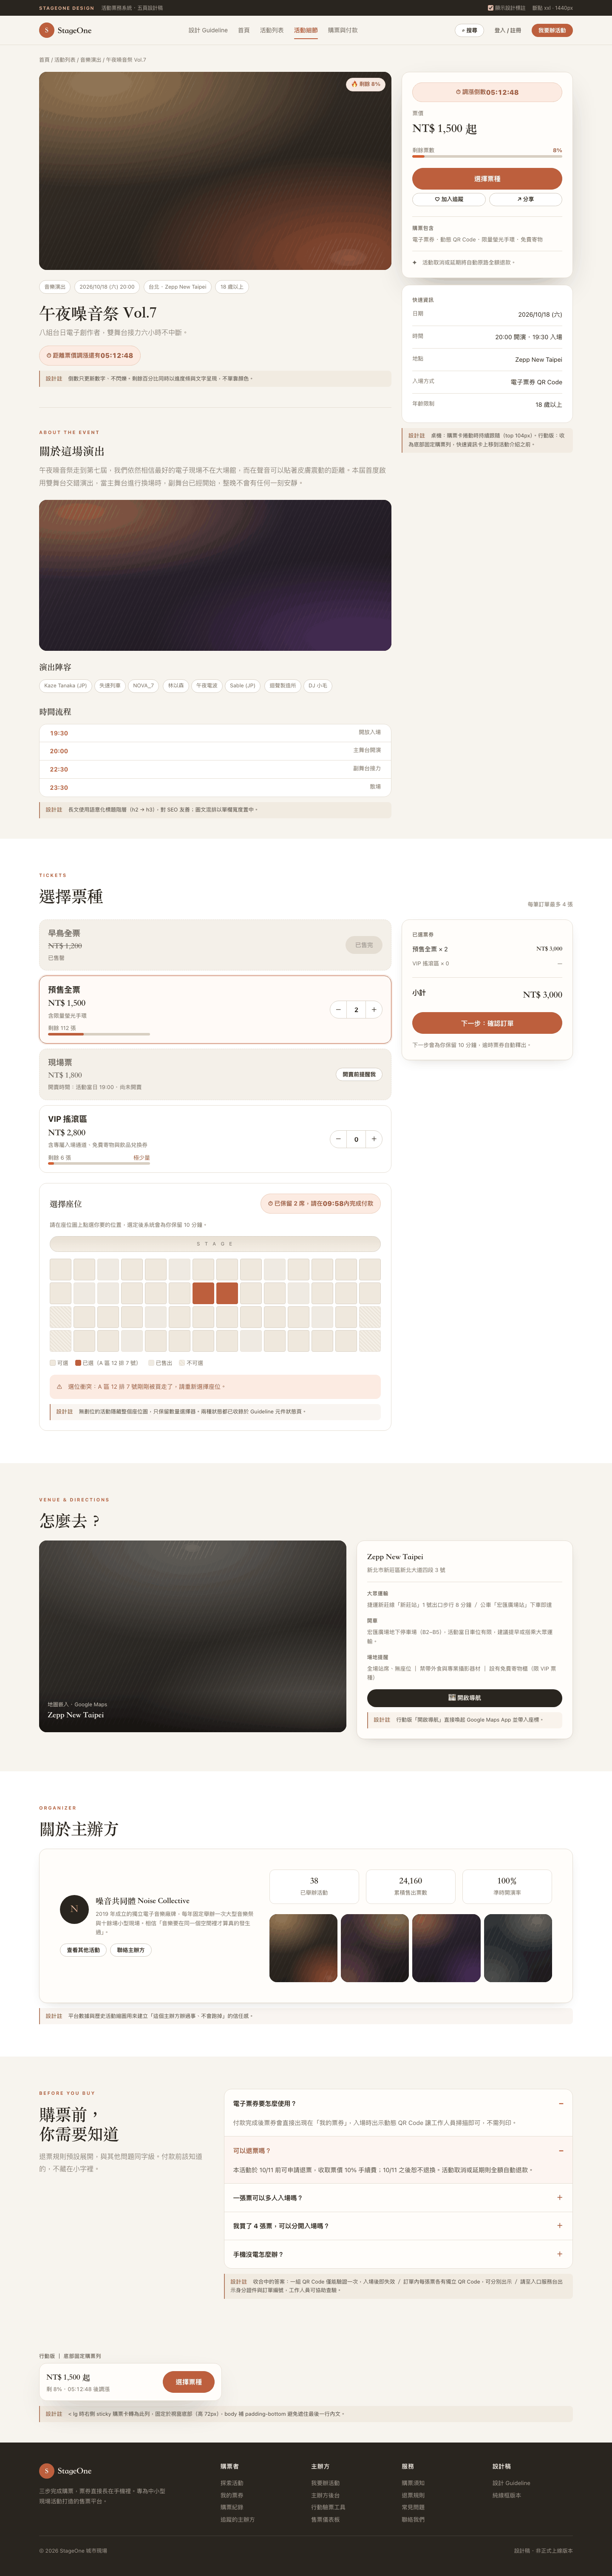 STAGEONE DESIGN 活動票務系統・五頁設計稿
顯示設計標註 斷點 xxl・1440px
S StageOne
設計 Guideline 首頁 活動列表 活動細節 購票與付款
搜尋 登入 / 註冊 我要辦活動
首頁 / 活動列表 / 音樂演出 / 午夜噪音祭 Vol.7
剩餘 8%
音樂演出 2026/10/18 (六) 20:00 台北・Zepp New Taipei 18 歲以上
午夜噪音祭 Vol.7
八組台日電子創作者，雙舞台接力六小時不中斷。
距離票價調漲還有05:12:48
設計註 倒數只更新數字，不閃爍。剩餘百分比同時以進度條與文字呈現，不單靠顏色。
調漲倒數05:12:48
票價
NT$ 1,500 起
剩餘票數 8%
選擇票種
加入追蹤 分享
購票包含
電子票券・動態 QR Code・限量螢光手環・免費寄物
活動取消或延期時自動原路全額退款。
快速資訊
日期 2026/10/18 (六)
時間 20:00 開演・19:30 入場
地點 Zepp New Taipei
入場方式 電子票券 QR Code
年齡限制 18 歲以上
設計註 桌機：購票卡捲動時持續跟隨（top 104px）。行動版：收為底部固定購票列，快速資訊卡上移到活動介紹之前。
ABOUT THE EVENT
關於這場演出
午夜噪音祭走到第七屆，我們依然相信最好的電子現場不在大場館，而在聲音可以貼著皮膚震動的距離。本屆首度啟用雙舞台交錯演出，當主舞台進行換場時，副舞台已經開始，整晚不會有任何一刻安靜。
演出陣容
Kaze Tanaka (JP) 失速列車 NOVA_7 林以森 午夜電波 Sable (JP) 迴聲製造所 DJ 小毛
時間流程
19:30 開放入場
20:00 主舞台開演
22:30 副舞台接力
23:30 散場
設計註 長文使用語意化標題階層（h2 → h3），對 SEO 友善；圖文混排以單欄寬度置中。
TICKETS
選擇票種
每筆訂單最多 4 張
早鳥全票
NT$ 1,200
已售罄
已售完
預售全票
NT$ 1,500
含限量螢光手環
剩餘 112 張
− 2 +
現場票
NT$ 1,800
開賣時間：活動當日 19:00・尚未開賣
開賣前提醒我
VIP 搖滾區
NT$ 2,800
含專屬入場通道、免費寄物與飲品兌換券
剩餘 6 張 極少量
− 0 +
已選票券
預售全票 × 2 NT$ 3,000
VIP 搖滾區 × 0 —
小計 NT$ 3,000
下一步：確認訂單
下一步會為你保留 10 分鐘，逾時票券自動釋出。
選擇座位
已保留 2 席，請在09:58內完成付款
請在座位圖上點選你要的位置，選定後系統會為你保留 10 分鐘。
STAGE
可選 已選（A 區 12 排 7 號） 已售出 不可選
選位衝突：A 區 12 排 7 號剛剛被買走了，請重新選擇座位。
設計註 無劃位的活動隱藏整個座位圖，只保留數量選擇器。兩種狀態都已收錄於 Guideline 元件狀態頁。
VENUE & DIRECTIONS
怎麼去？
地圖嵌入・Google Maps
Zepp New Taipei
Zepp New Taipei
新北市新莊區新北大道四段 3 號
大眾運輸
捷運新莊線「新莊站」1 號出口步行 6 分鐘 / 公車「宏匯廣場站」下車即達
開車
宏匯廣場地下停車場（B2–B5），活動當日車位有限，建議提早或搭乘大眾運輸。
場地提醒
全場站席、無座位 ｜ 禁帶外食與專業攝影器材 ｜ 設有免費寄物櫃（限 VIP 票種）
開啟導航
設計註 行動版「開啟導航」直接喚起 Google Maps App 並帶入座標。
ORGANIZER
關於主辦方
N
噪音共同體 Noise Collective
2019 年成立的獨立電子音樂廠牌，每年固定舉辦一次大型音樂祭與十餘場小型現場。相信「音樂要在同一個空間裡才算真的發生過」。
查看其他活動 聯絡主辦方
38 24,160 100%
已舉辦活動 累積售出票數 準時開演率
設計註 平台數據與歷史活動縮圖用來建立「這個主辦方辦過事、不會跑掉」的信任感。
BEFORE YOU BUY
購票前，
你需要知道
退票規則預設展開，與其他問題同字級。付款前該知道的，不藏在小字裡。
電子票券要怎麼使用？ −
付款完成後票券會直接出現在「我的票券」，入場時出示動態 QR Code 讓工作人員掃描即可，不需列印。
可以退票嗎？ −
本活動於 10/11 前可申請退票，收取票價 10% 手續費；10/11 之後恕不退換。活動取消或延期則全額自動退款。
一張票可以多人入場嗎？ +
我買了 4 張票，可以分開入場嗎？ +
手機沒電怎麼辦？ +
設計註 收合中的答案：一組 QR Code 僅能驗證一次，入場後即失效 / 訂單內每張票各有獨立 QR Code，可分別出示 / 請至入口服務台出示身分證件與訂單編號，工作人員可協助查驗。
行動版 ｜ 底部固定購票列
NT$ 1,500 起
剩 8%・05:12:48 後調漲
選擇票種
設計註 < lg 時右側 sticky 購票卡轉為此列，固定於視窗底部（高 72px），body 補 padding-bottom 避免遮住最後一行內文。
S StageOne
三步完成購票，票券直接長在手機裡。專為中小型現場活動打造的售票平台。
購票者 主辦方 服務 設計稿
探索活動 我要辦活動 購票須知 設計 Guideline
我的票券 主辦方後台 退票規則 純線框版本
購票紀錄 行動驗票工具 常見問題
追蹤的主辦方 售票儀表板 聯絡我們
© 2026 StageOne 城市現場
設計稿・非正式上線版本